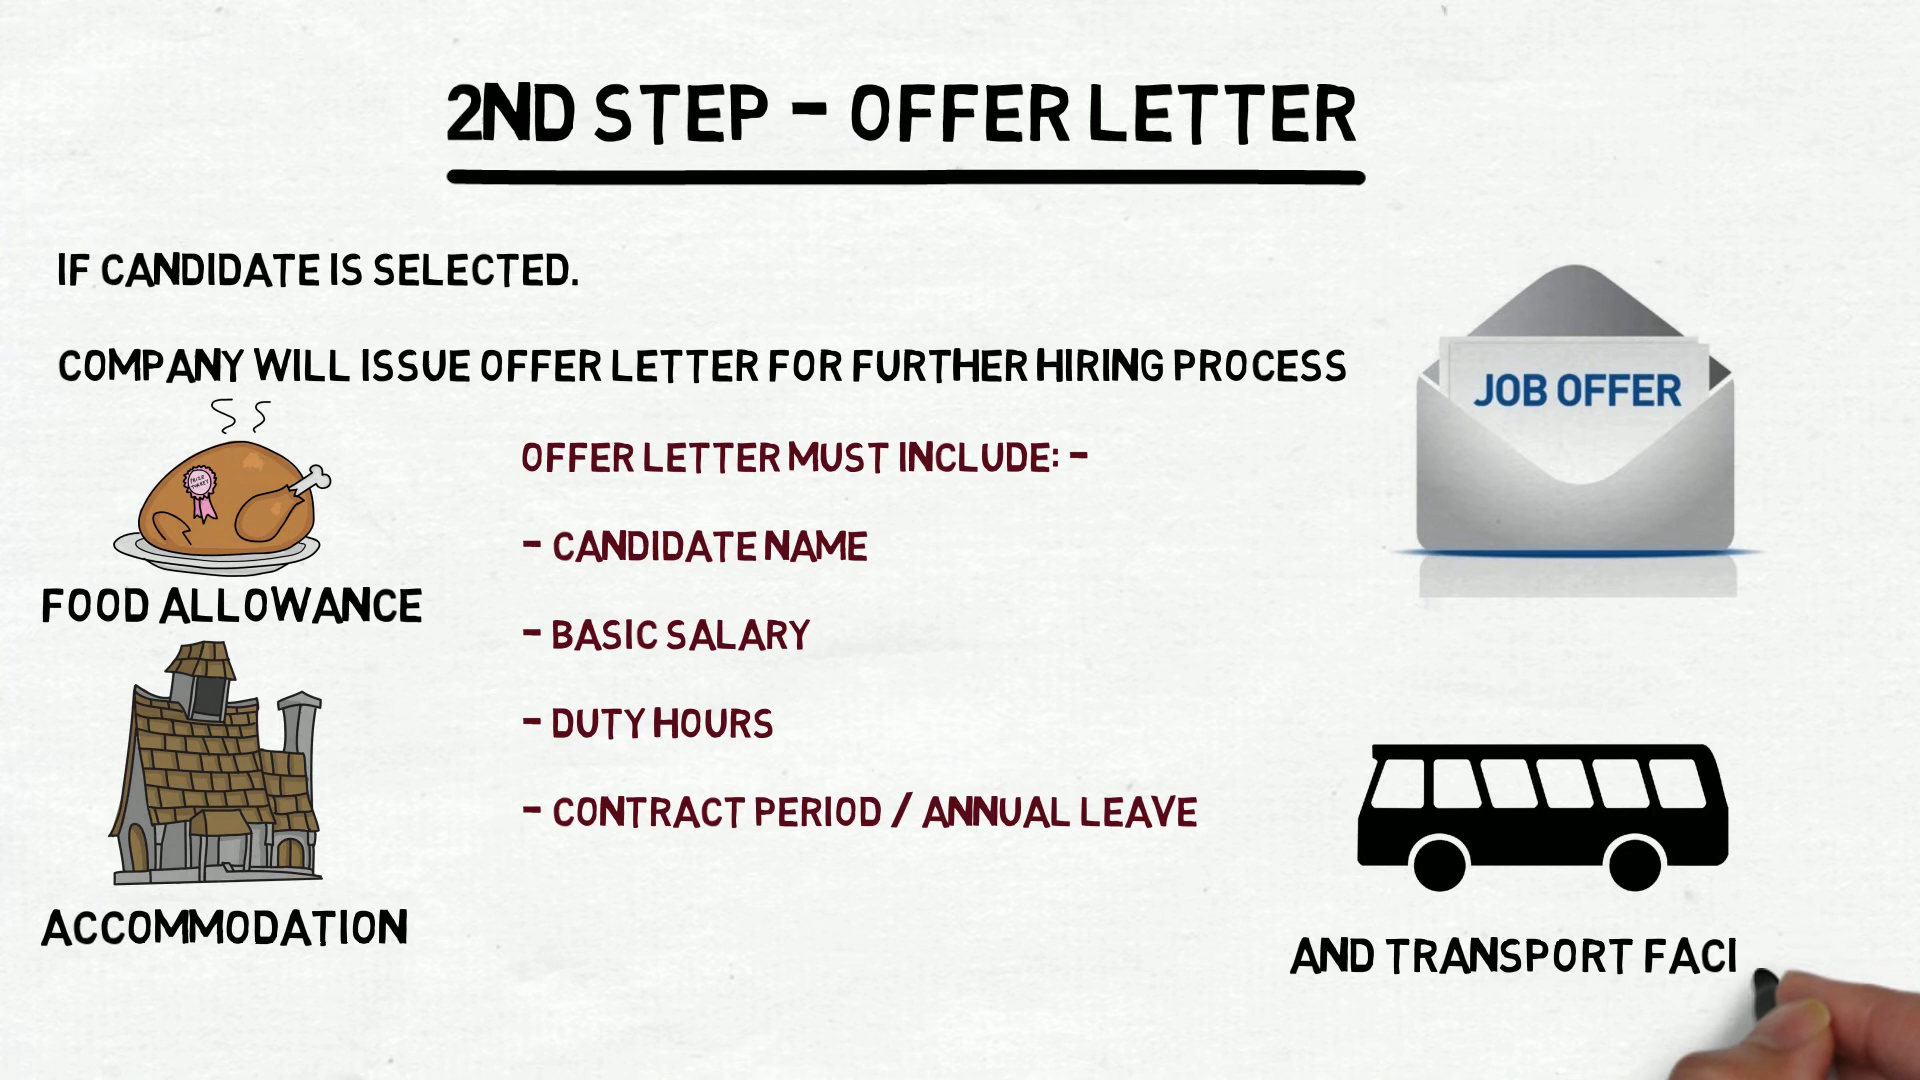 2ND STEP - OFFER LETTER
IF CANDIDATE IS SELECTED.
COMPANY WILL ISSUE OFFER LETTER FOR FURTHER HIRING PROCESS
JOB OFFER
OFFER LETTER MUST INCLUDE: -
- CANDIDATE NAME
- BASIC SALARY
- DUTY HOURS
- CONTRACT PERIOD / ANNUAL LEAVE
PRIZE
TURKEY
FOOD ALLOWANCE
ACCOMMODATION
AND TRANSPORT FACI